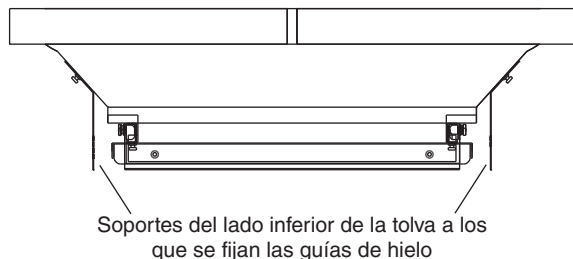 Soportes del lado inferior de la tolva a los
que se fijan las guías de hielo